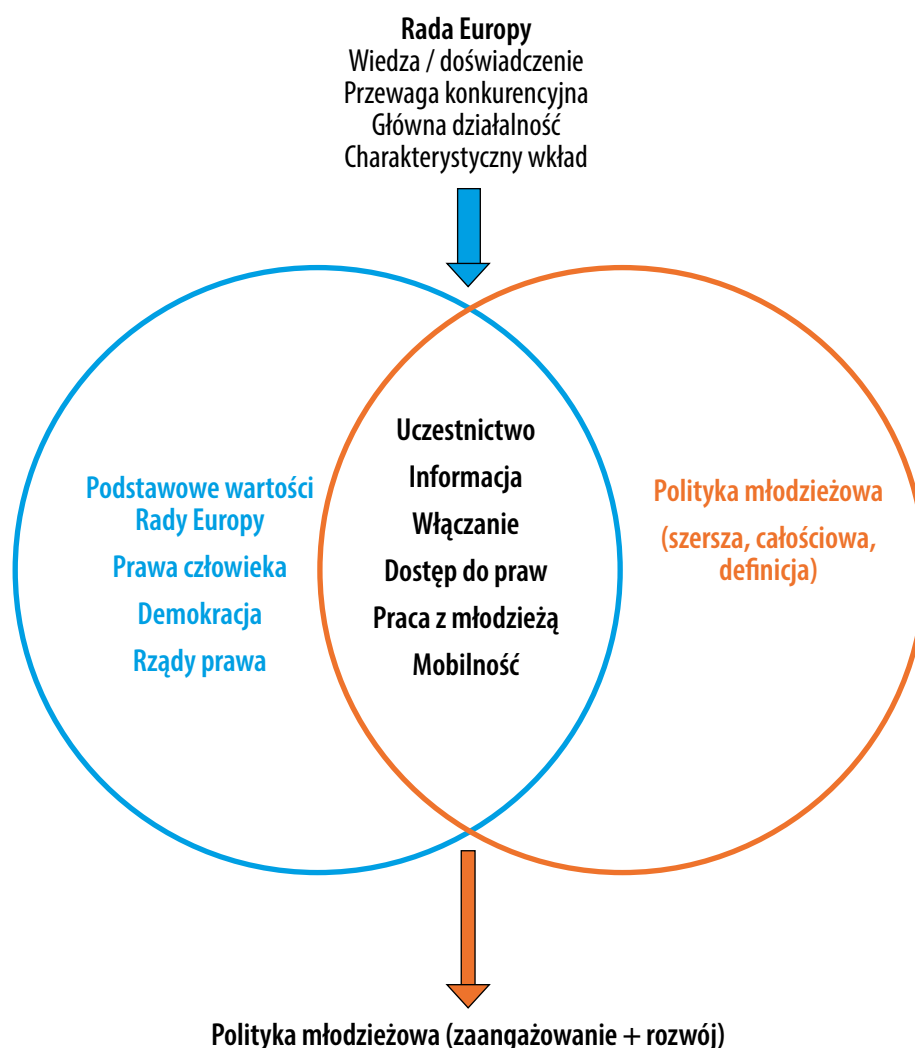 Rada Europy
Wiedza / doświadczenie
Przewaga konkurencyjna
Główna działalność
Charakterystyczny wkład
Podstawowe wartości
Rady Europy
Prawa człowieka
Demokracja
Rządy prawa
Uczestnictwo
Informacja
Włączanie
Dostęp do praw
Praca z młodzieżą
Mobilność
Polityka młodzieżowa
(szersza, całościowa,
definicja)
Polityka młodzieżowa (zaangażowanie + rozwój)